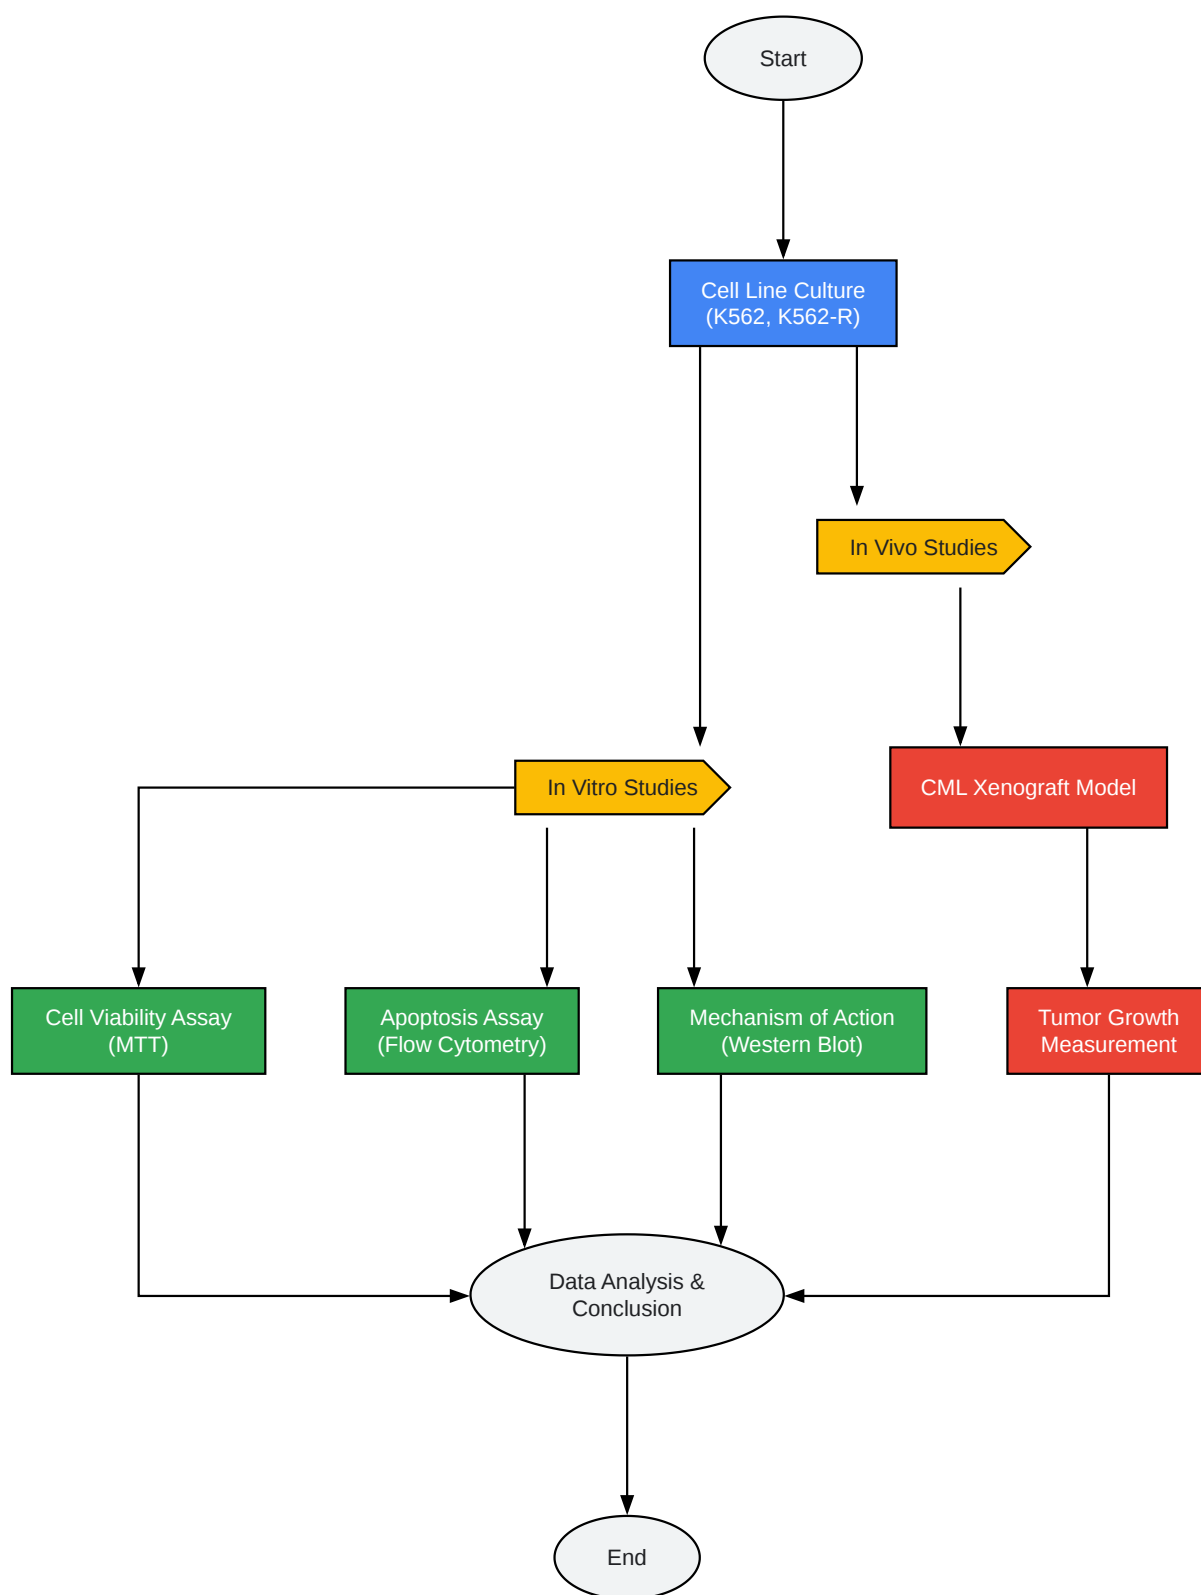 Start
Cell Line Culture
(K562, K562-R)
In Vivo Studies
In Vitro Studies
CML Xenograft Model
Cell Viability Assay
(MTT)
Apoptosis Assay
(Flow Cytometry)
Mechanism of Action
(Western Blot)
Tumor Growth
Measurement
Data Analysis &
Conclusion
End